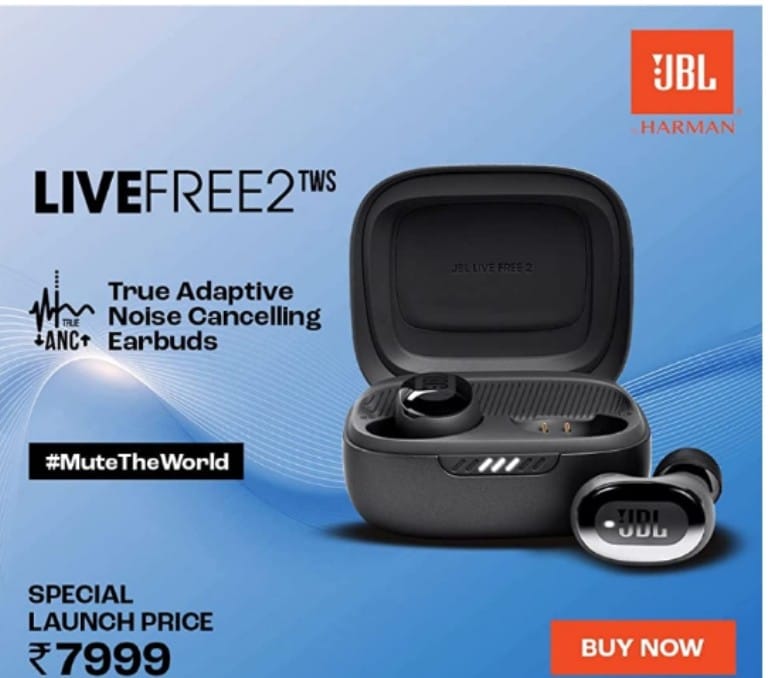 JBL
by HARMAN
LIVEFREE2 TWS
JBL LIVE FREE 2
TRUE
ANC
True Adaptive
Noise Cancelling
Earbuds
#MuteTheWorld
JBL
SPECIAL
LAUNCH PRICE
₹7999
BUY NOW